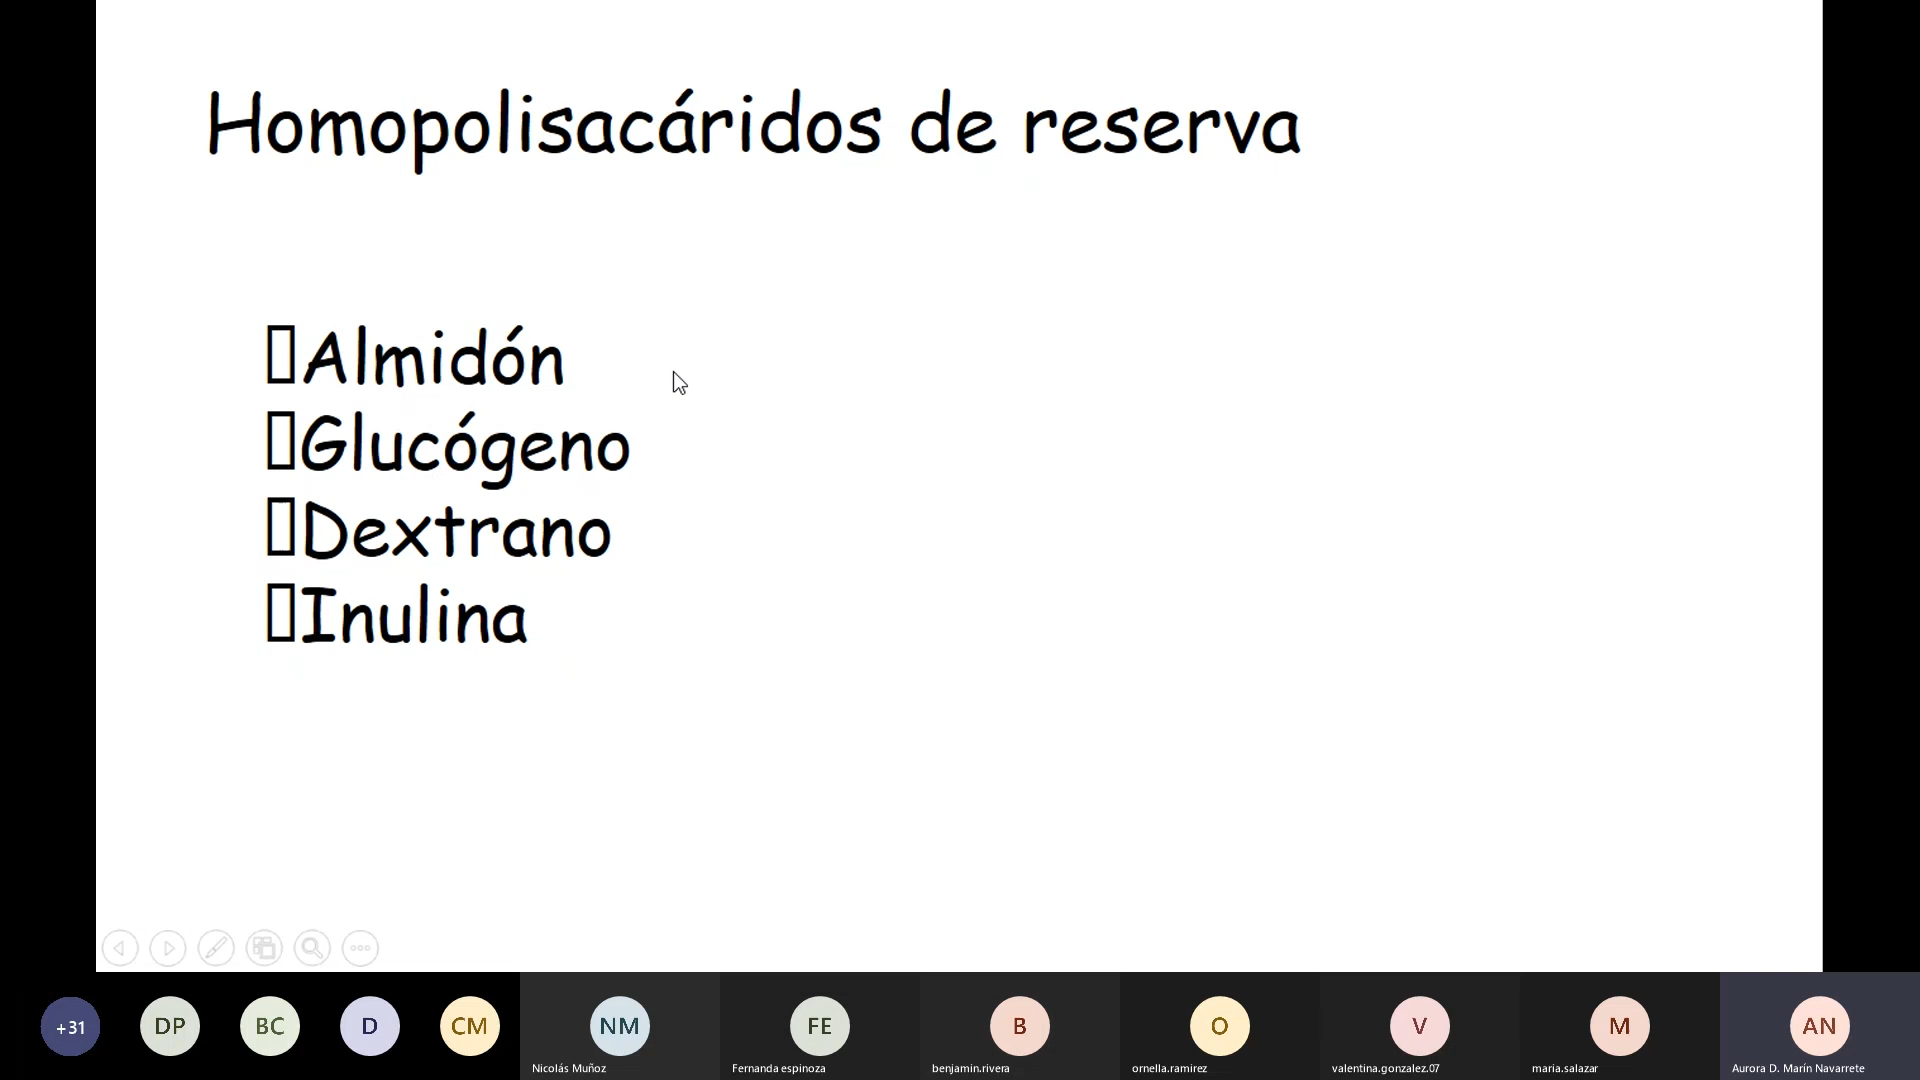 Homopolisacáridos de reserva
Almidón
Glucógeno
Dextrano
Inulina
+31
DP
BC
D
CM
NM
FE
B
O
V
M
AN
Nicolás Muñoz
Fernanda espinoza
benjamin.rivera
ornella.ramirez
valentina.gonzalez.07
maria.salazar
Aurora D. Marín Navarrete